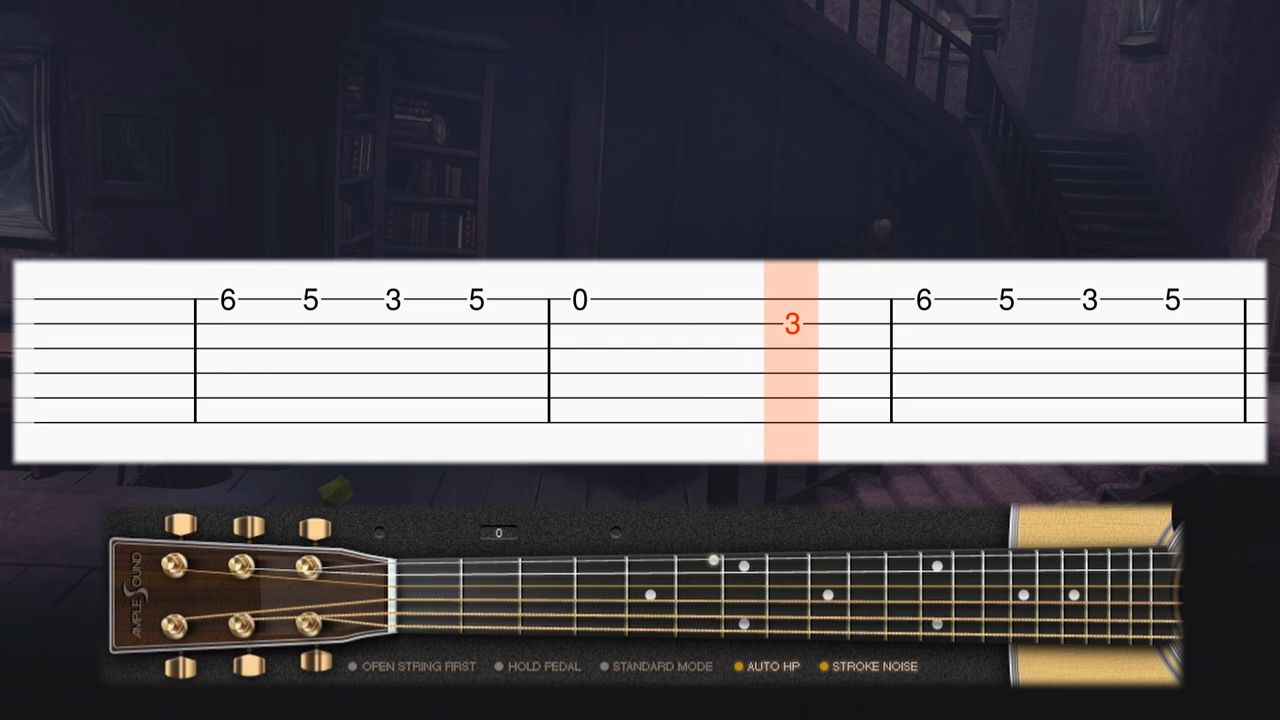 6 5 3 5 0 3 6 5 3 5
0
AMPLE SOUND
OPEN STRING FIRST HOLD PEDAL STANDARD MODE AUTO HP STROKE NOISE